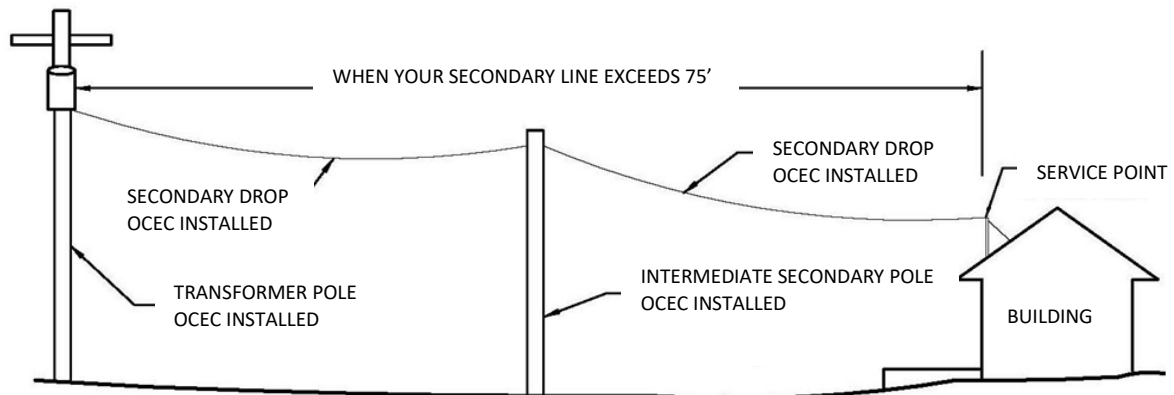 WHEN YOUR SECONDARY LINE EXCEEDS 75’
SECONDARY DROP
OCEC INSTALLED
SERVICE POINT
SECONDARY DROP
OCEC INSTALLED
TRANSFORMER POLE
OCEC INSTALLED
INTERMEDIATE SECONDARY POLE
OCEC INSTALLED
BUILDING